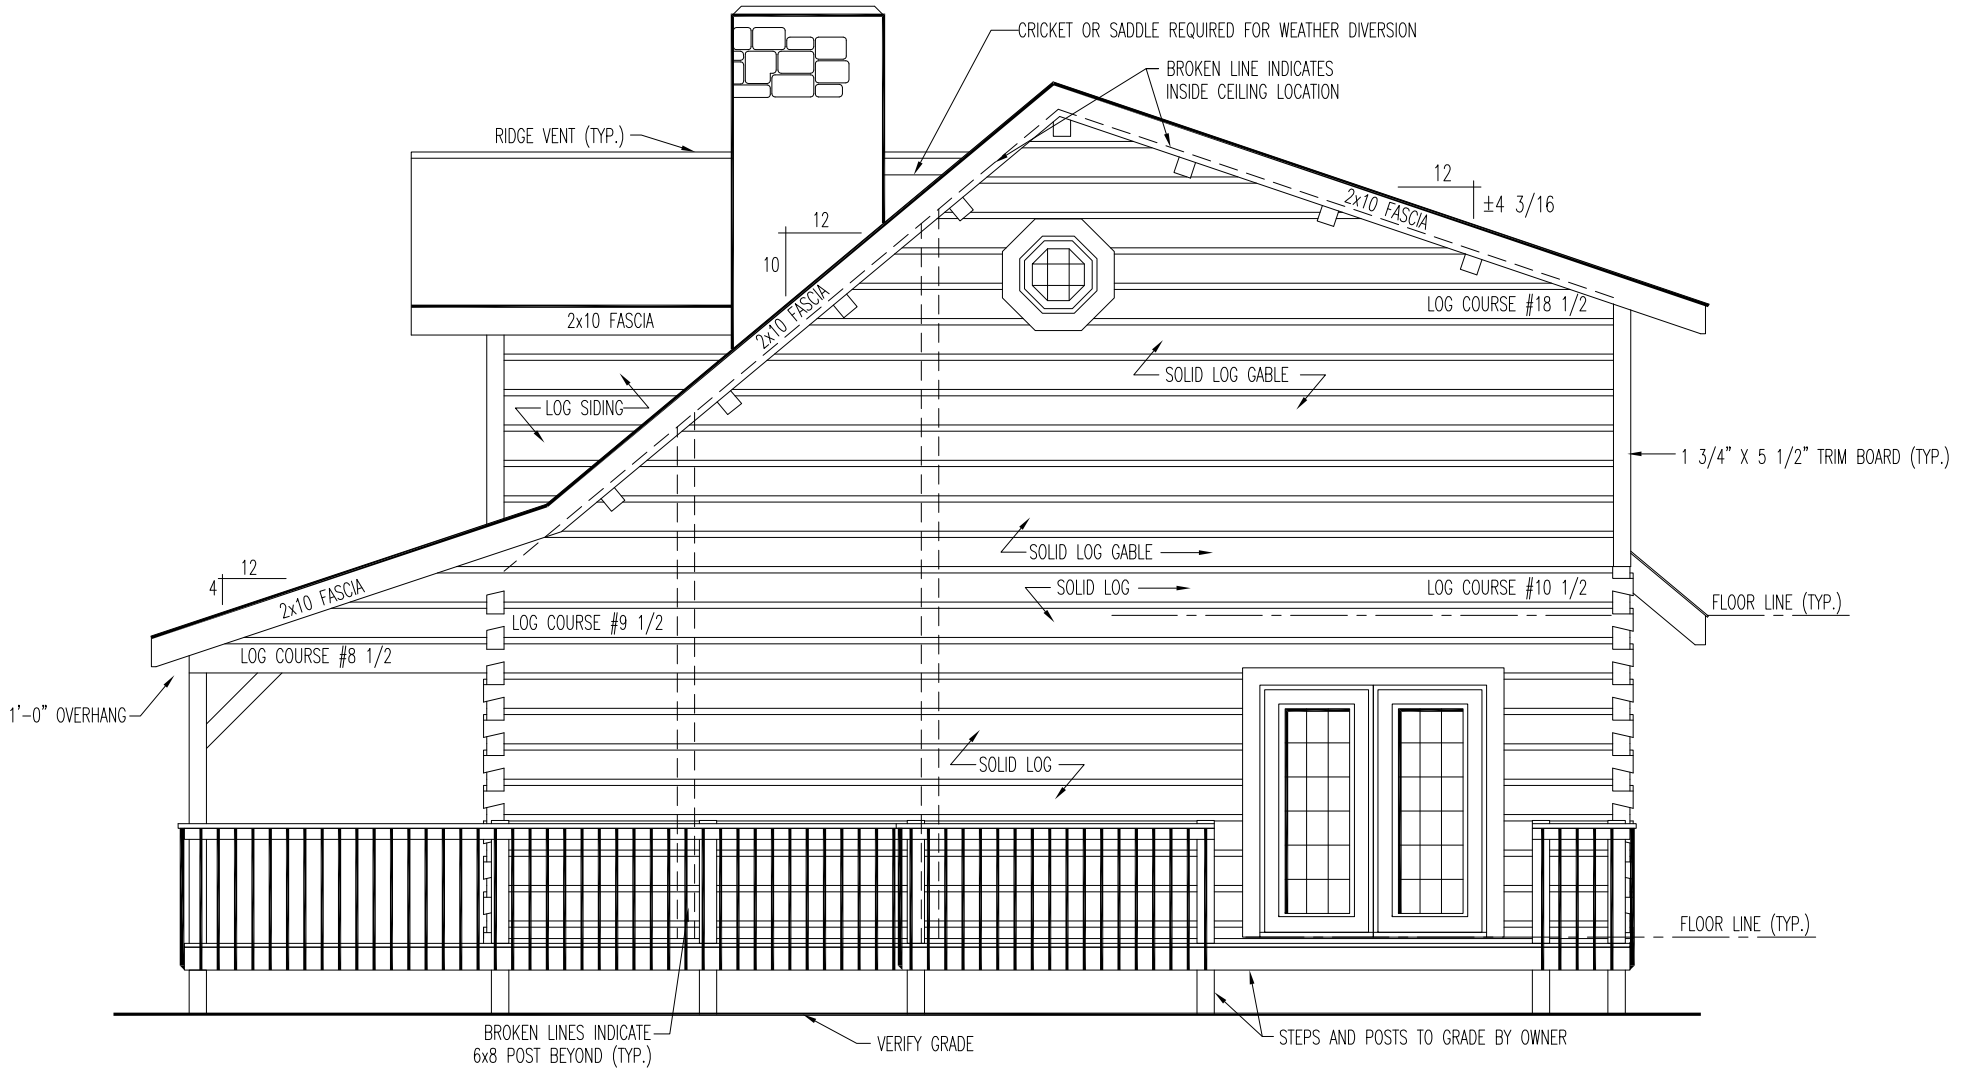 CRICKET OR SADDLE REQUIRED FOR WEATHER DIVERSION
BROKEN LINE INDICATES
INSIDE CEILING LOCATION
RIDGE VENT (TYP.)
12
±4 3/16
2x10 FASCIA
12
10
2x10 FASCIA
LOG COURSE #18 1/2
2x10 FASCIA
SOLID LOG GABLE
LOG SIDING
1 3/4" X 5 1/2" TRIM BOARD (TYP.)
SOLID LOG GABLE
12
4
2x10 FASCIA
SOLID LOG
LOG COURSE #10 1/2
FLOOR LINE (TYP.)
LOG COURSE #9 1/2
LOG COURSE #8 1/2
1'-0" OVERHANG
SOLID LOG
FLOOR LINE (TYP.)
BROKEN LINES INDICATE
6x8 POST BEYOND (TYP.)
VERIFY GRADE
STEPS AND POSTS TO GRADE BY OWNER